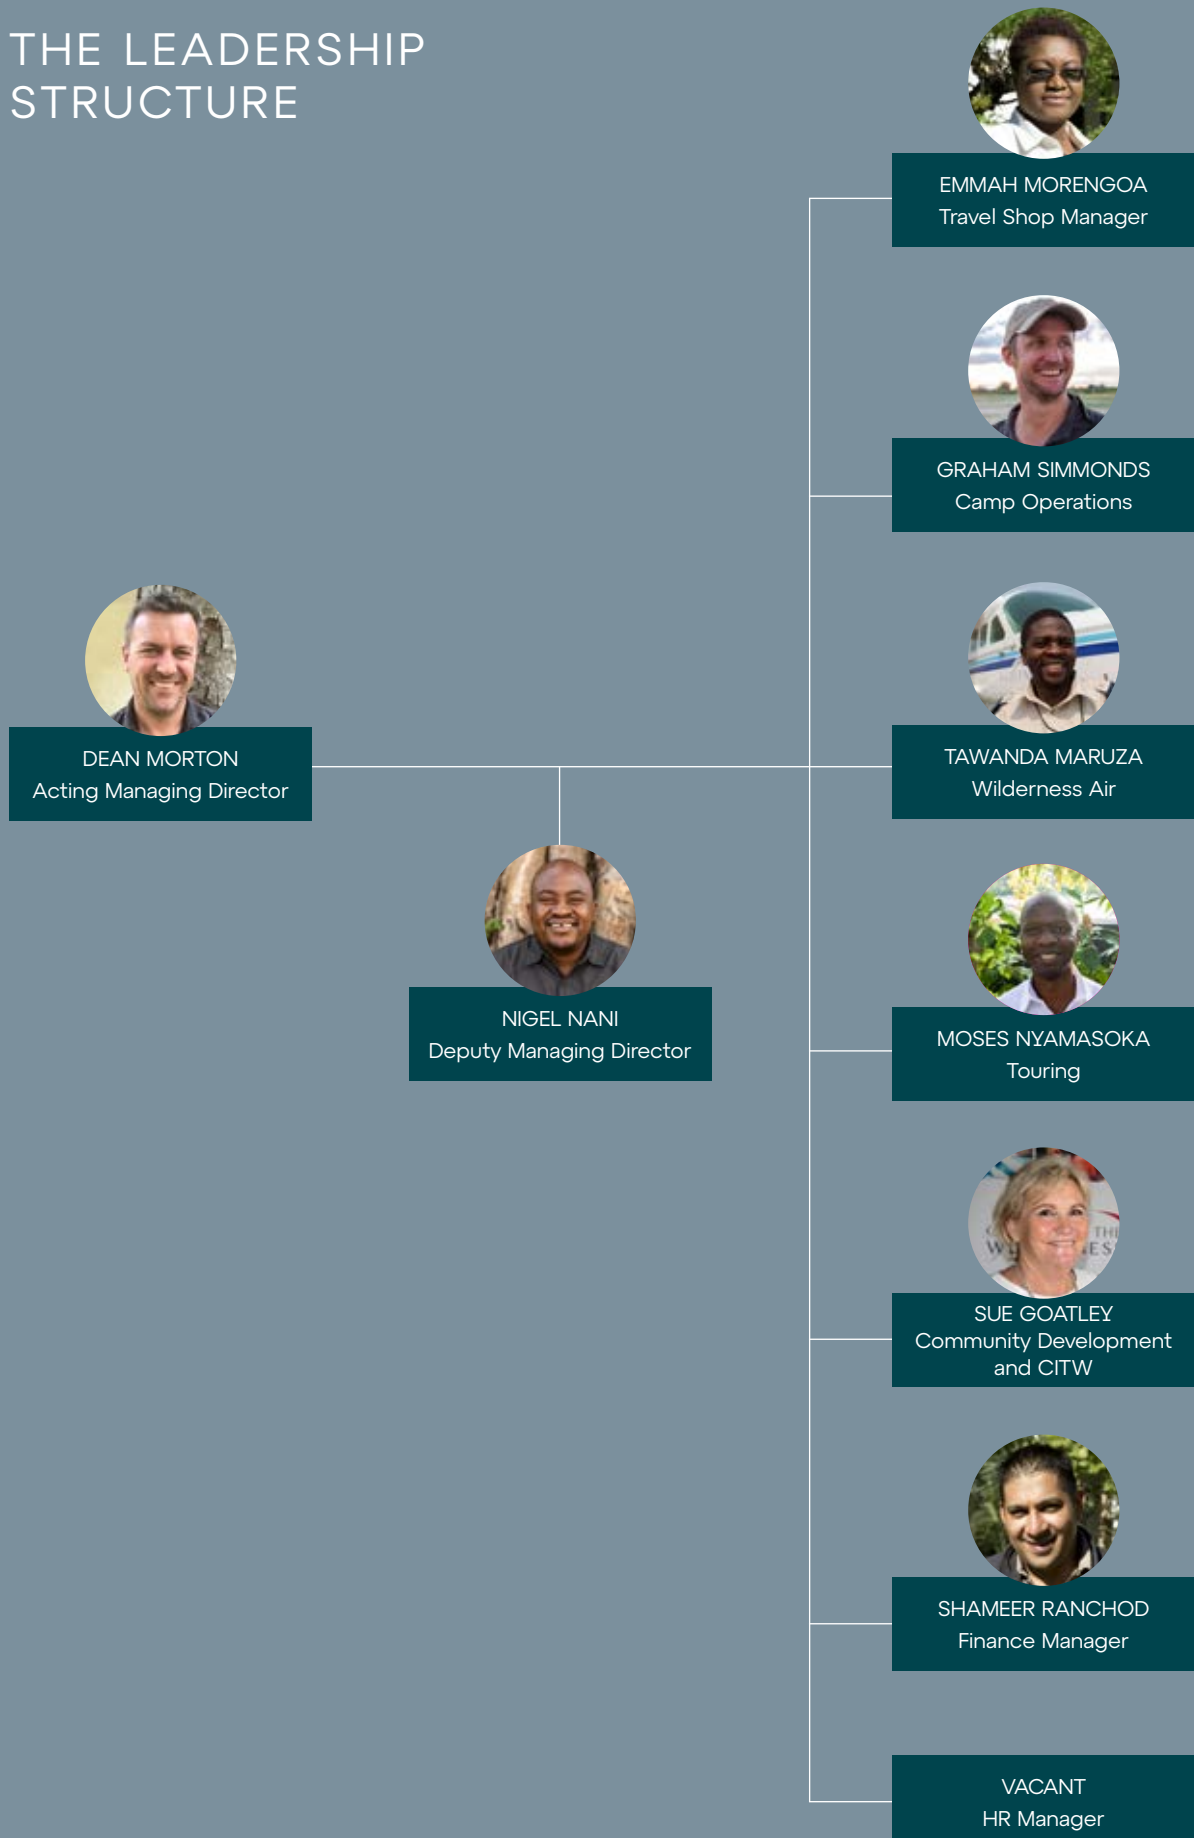 THE LEADERSHIP
STRUCTURE
EMMAH MORENGOA
Travel Shop Manager
GRAHAM SIMMONDS
Camp Operations
DEAN MORTON
Acting Managing Director
TAWANDA MARUZA
Wilderness Air
NIGEL NANI
Deputy Managing Director
MOSES NYAMASOKA
Touring
THE
SUE GOATLEY
Community Development
and CITW
SHAMEER RANCHOD
Finance Manager
VACANT
HR Manager